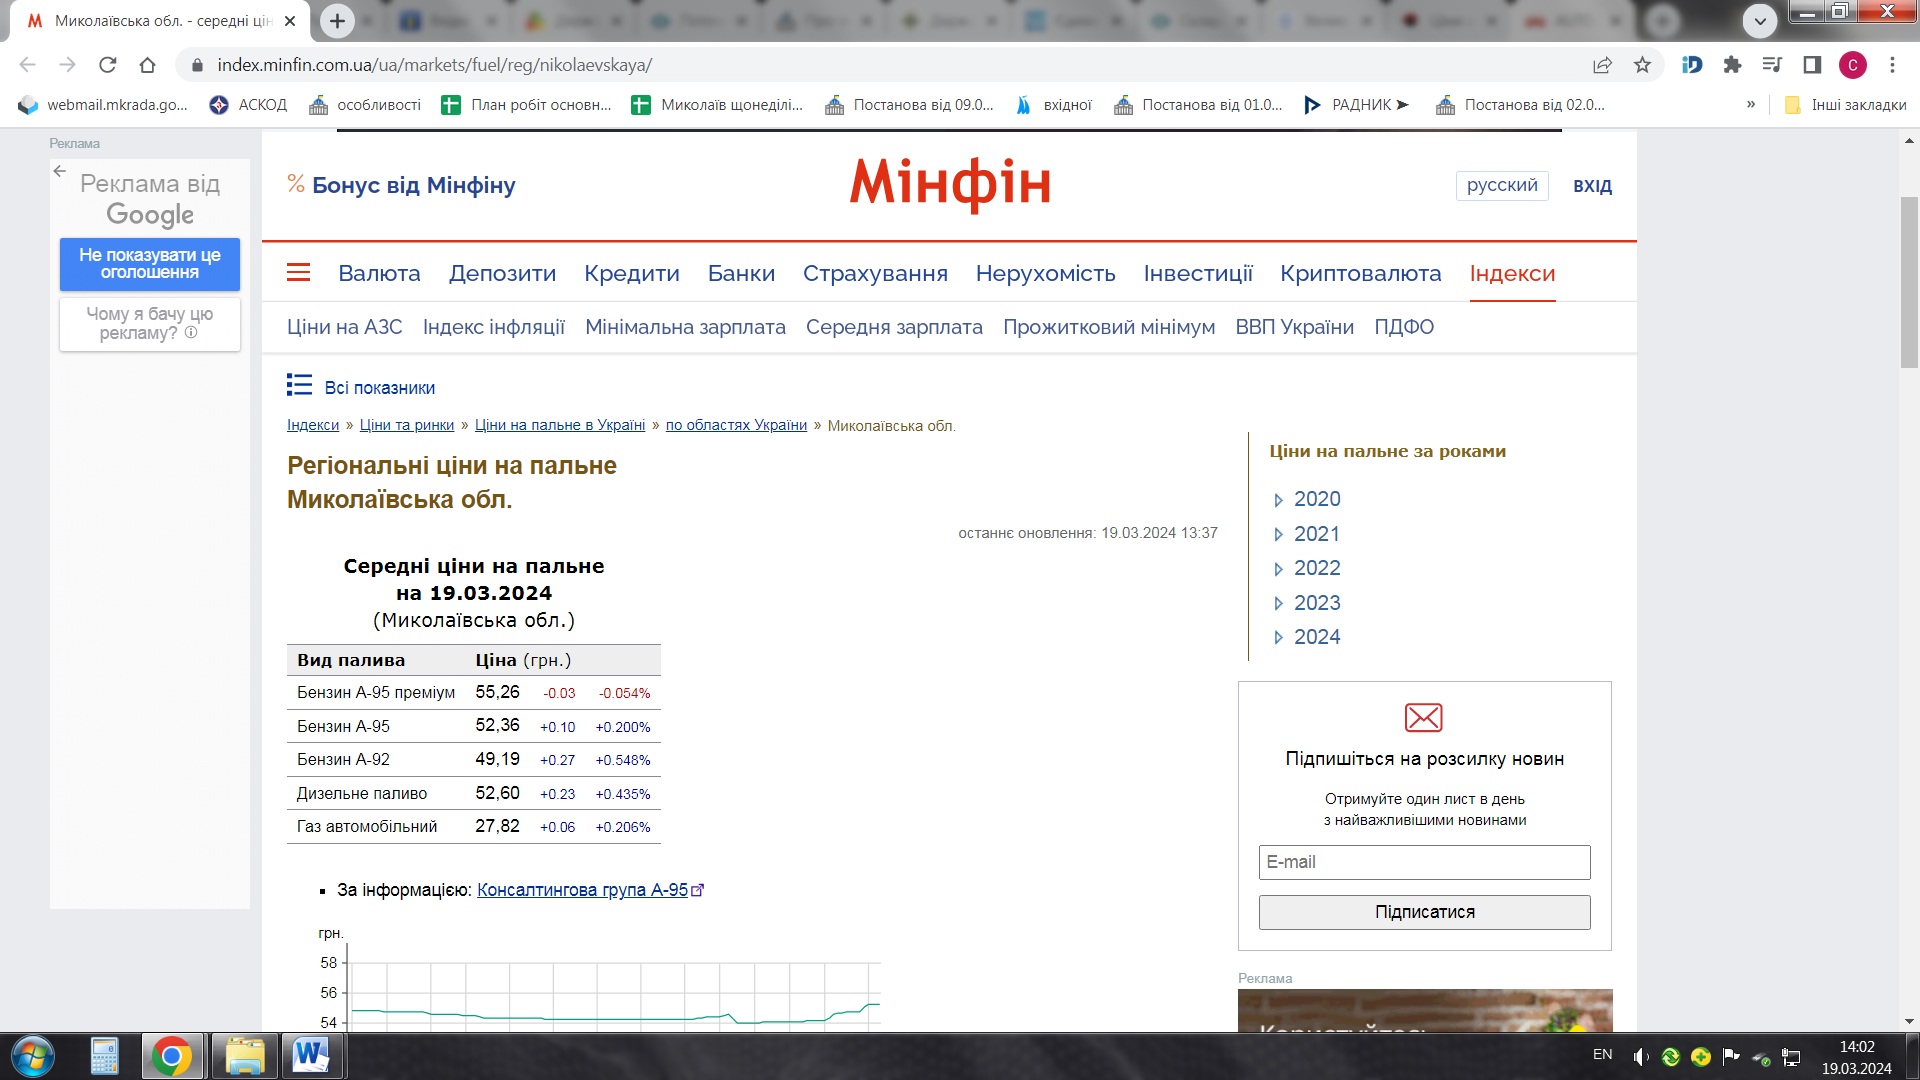 Миколаївська обл. - середні цін
index.minfin.com.ua/ua/markets/fuel/reg/nikolaevskaya/
C
webmail.mkrada.go...
АСКОД
особливості
План робіт основн...
Миколаїв щонеділі...
Постанова від 09.0...
вхідної
Постанова від 01.0...
РАДНИК ➤
Постанова від 02.0...
»
Інші закладки
Реклама
Реклама від
Google
Не показувати це
оголошення
Чому я бачу цю
рекламу?
% Бонус від Мінфіну
Мінфін
русский
ВХІД
Валюта
Депозити
Кредити
Банки
Страхування
Нерухомість
Інвестиції
Криптовалюта
Індекси
Ціни на АЗС
Індекс інфляції
Мінімальна зарплата
Середня зарплата
Прожитковий мінімум
ВВП України
ПДФО
Всі показники
Індекси » Ціни та ринки » Ціни на пальне в Україні » по областях України » Миколаївська обл.
Регіональні ціни на пальне
Миколаївська обл.
останнє оновлення: 19.03.2024 13:37
Середні ціни на пальне
на 19.03.2024
(Миколаївська обл.)
Вид палива Ціна (грн.)
Бензин А-95 преміум 55,26 -0.03 -0.054%
Бензин А-95 52,36 +0.10 +0.200%
Бензин А-92 49,19 +0.27 +0.548%
Дизельне паливо 52,60 +0.23 +0.435%
Газ автомобільний 27,82 +0.06 +0.206%
За інформацією: Консалтингова група А-95
грн.
58
56
54
Ціни на пальне за роками
2020
2021
2022
2023
2024
Підпишіться на розсилку новин
Отримуйте один лист в день
з найважливішими новинами
E-mail
Підписатися
Реклама
EN
14:02
19.03.2024